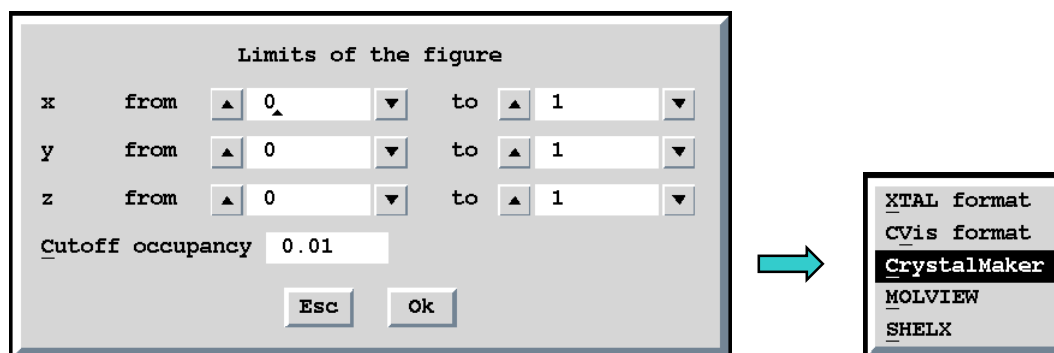 Limits of the figure
x from 0 to 1
y from 0 to 1
z from 0 to 1
Cutoff occupancy 0.01
Esc Ok
XTAL format
CVis format
CrystalMaker
MOLVIEW
SHELX